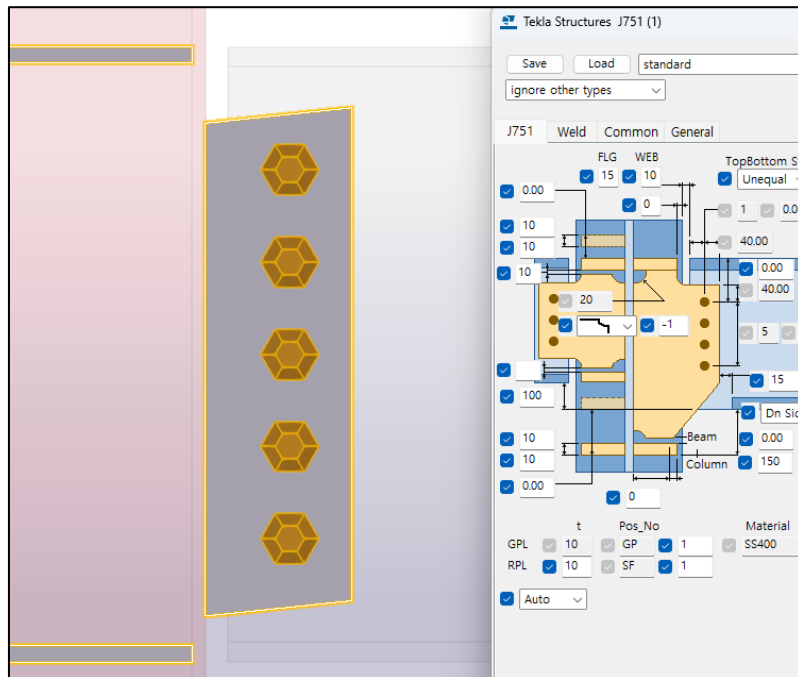 Tekla Structures J751 (1)
Save Load standard
ignore other types
J751 Weld Common General
FLG WEB TopBottom S
15 10 Unequal
0.00 0 1 0.0
10 40.00
10 0.00
10 20 40.00
-1 5
15
100 Dn Sid
10 Beam 0.00
10 Column 150
0.00 0
t Pos_No Material
GPL 10 GP 1 SS400
RPL 10 SF 1
Auto